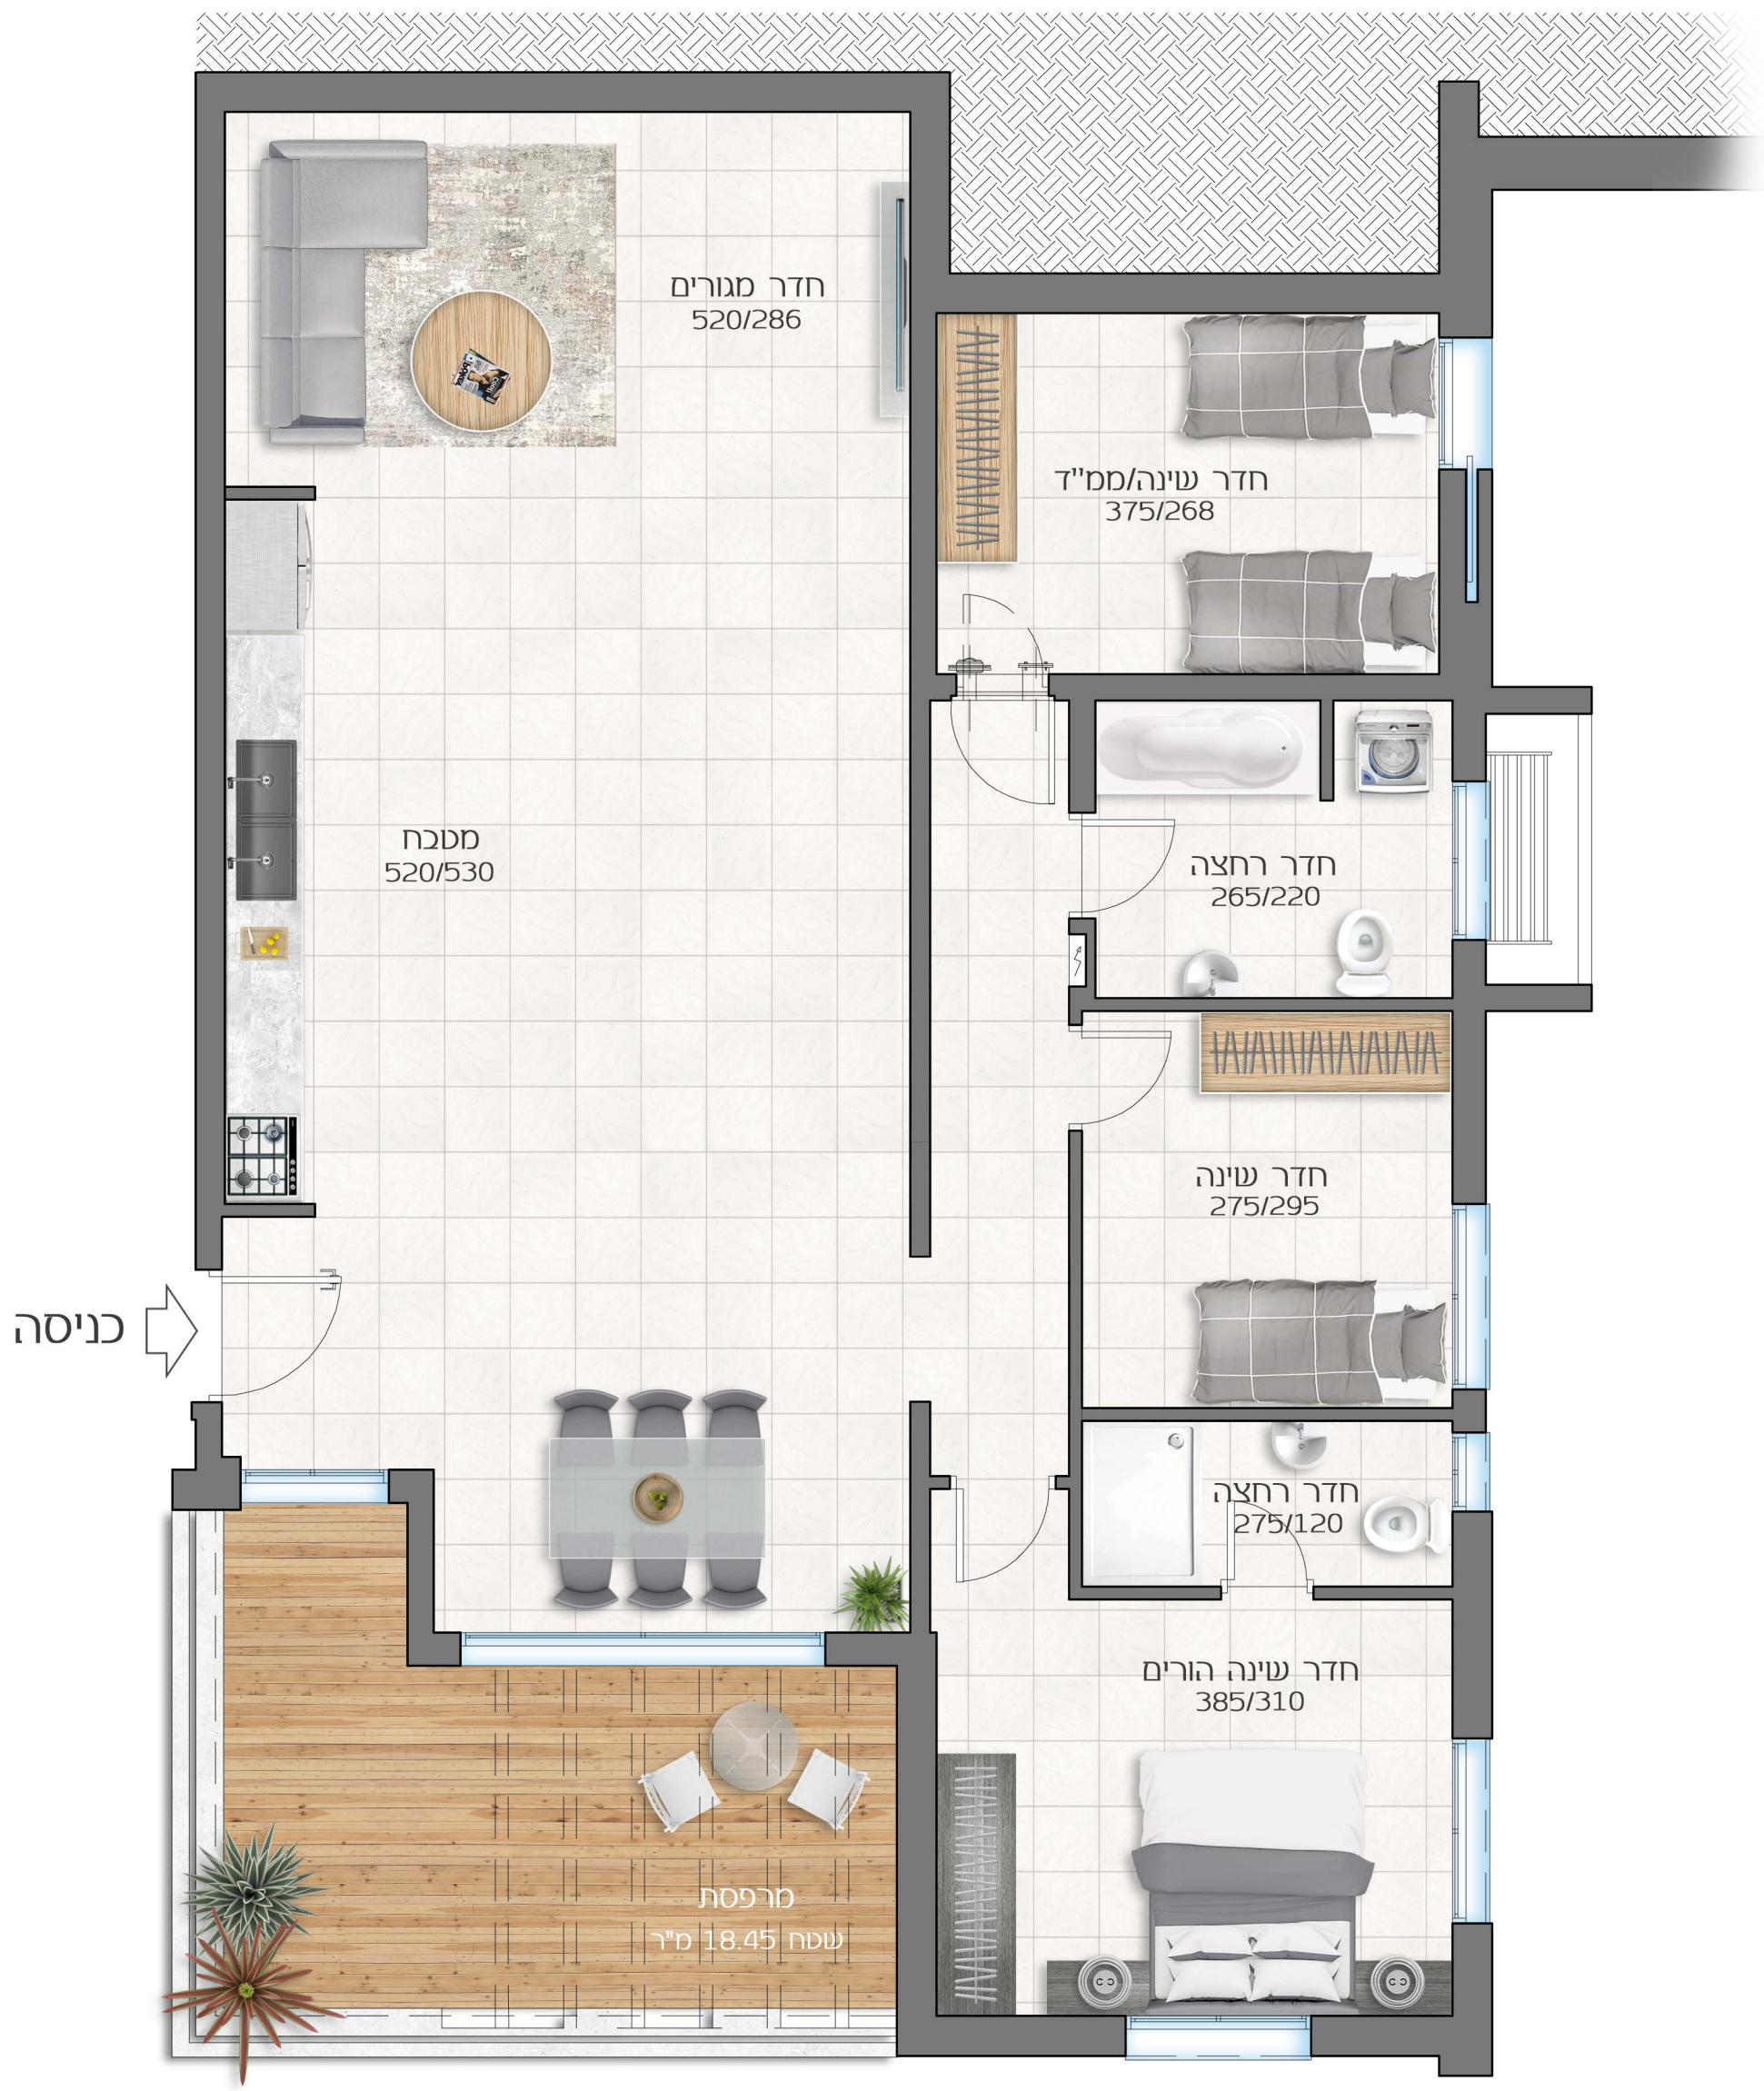 חדר מגורים
520/286
חדר שינה/ממ"ד
375/268
מטבח
520/530
חדר רחצה
265/220
חדר שינה
275/295
כניסה
חדר רחצה
275/120
חדר שינה הורים
385/310
מרפסת
שטח 18.45 מ"ר